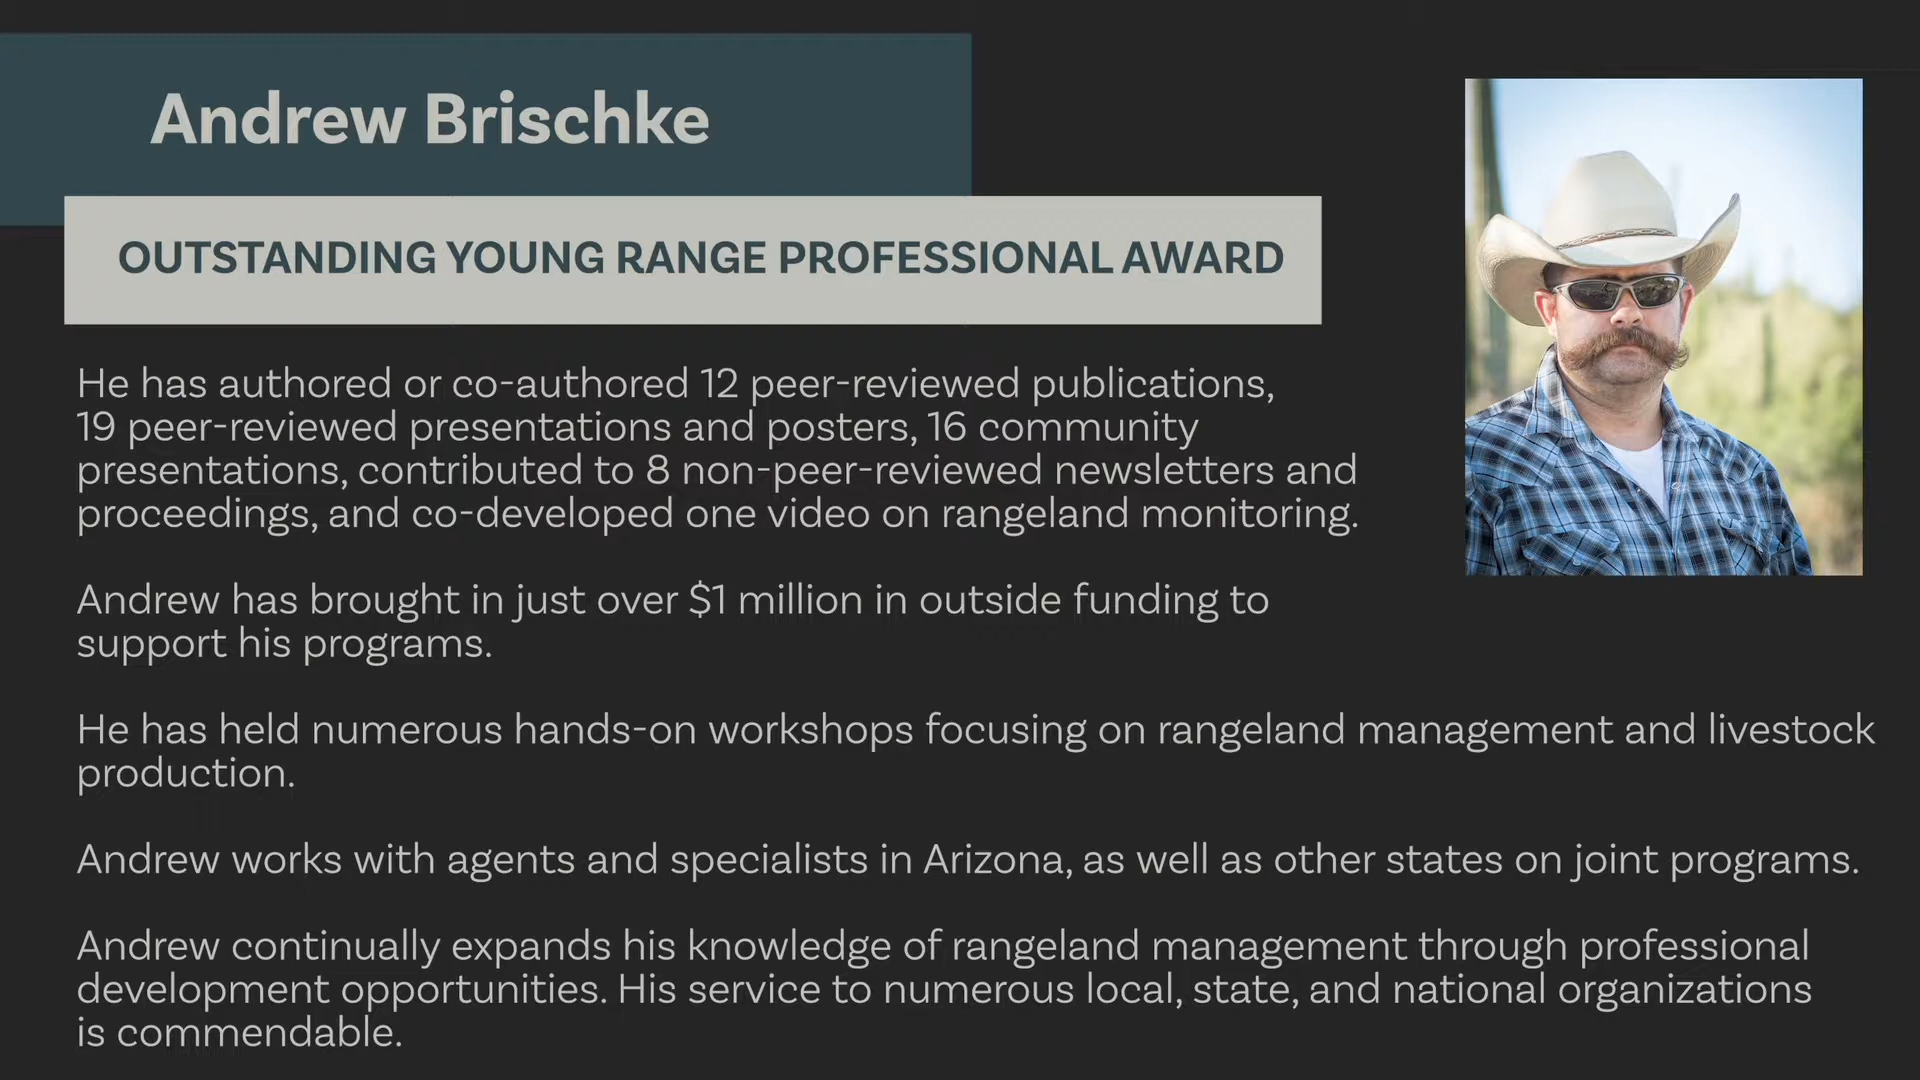 Andrew Brischke
OUTSTANDING YOUNG RANGE PROFESSIONAL AWARD
He has authored or co-authored 12 peer-reviewed publications,
19 peer-reviewed presentations and posters, 16 community
presentations, contributed to 8 non-peer-reviewed newsletters and
proceedings, and co-developed one video on rangeland monitoring.
Andrew has brought in just over $1 million in outside funding to
support his programs.
He has held numerous hands-on workshops focusing on rangeland management and livestock
production.
Andrew works with agents and specialists in Arizona, as well as other states on joint programs.
Andrew continually expands his knowledge of rangeland management through professional
development opportunities. His service to numerous local, state, and national organizations
is commendable.